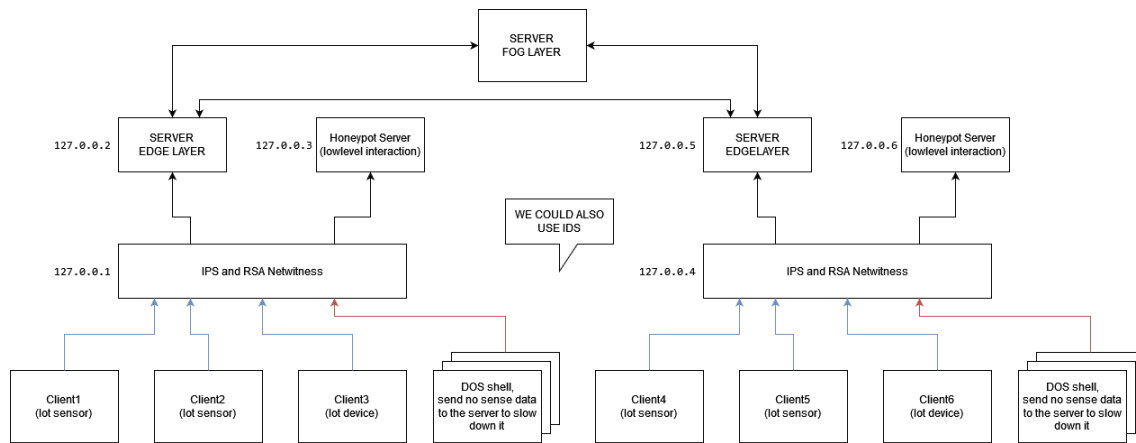 SERVER
FOG LAYER
127.0.0.2
SERVER
EDGE LAYER
127.0.0.3
Honeypot Server
(lowlevel interaction)
127.0.0.5
SERVER
EDGELAYER
127.0.0.6
Honeypot Server
(lowlevel interaction)
WE COULD ALSO
USE IDS
127.0.0.1
IPS and RSA Netwitness
127.0.0.4
IPS and RSA Netwitness
Client1
(Iot sensor)
Client2
(Iot sensor)
Client3
(Iot device)
DOS shell,
send no sense data
to the server to slow
down it
Client4
(Iot sensor)
Client5
(Iot sensor)
Client6
(Iot device)
DOS shell,
send no sense data
to the server to slow
down it